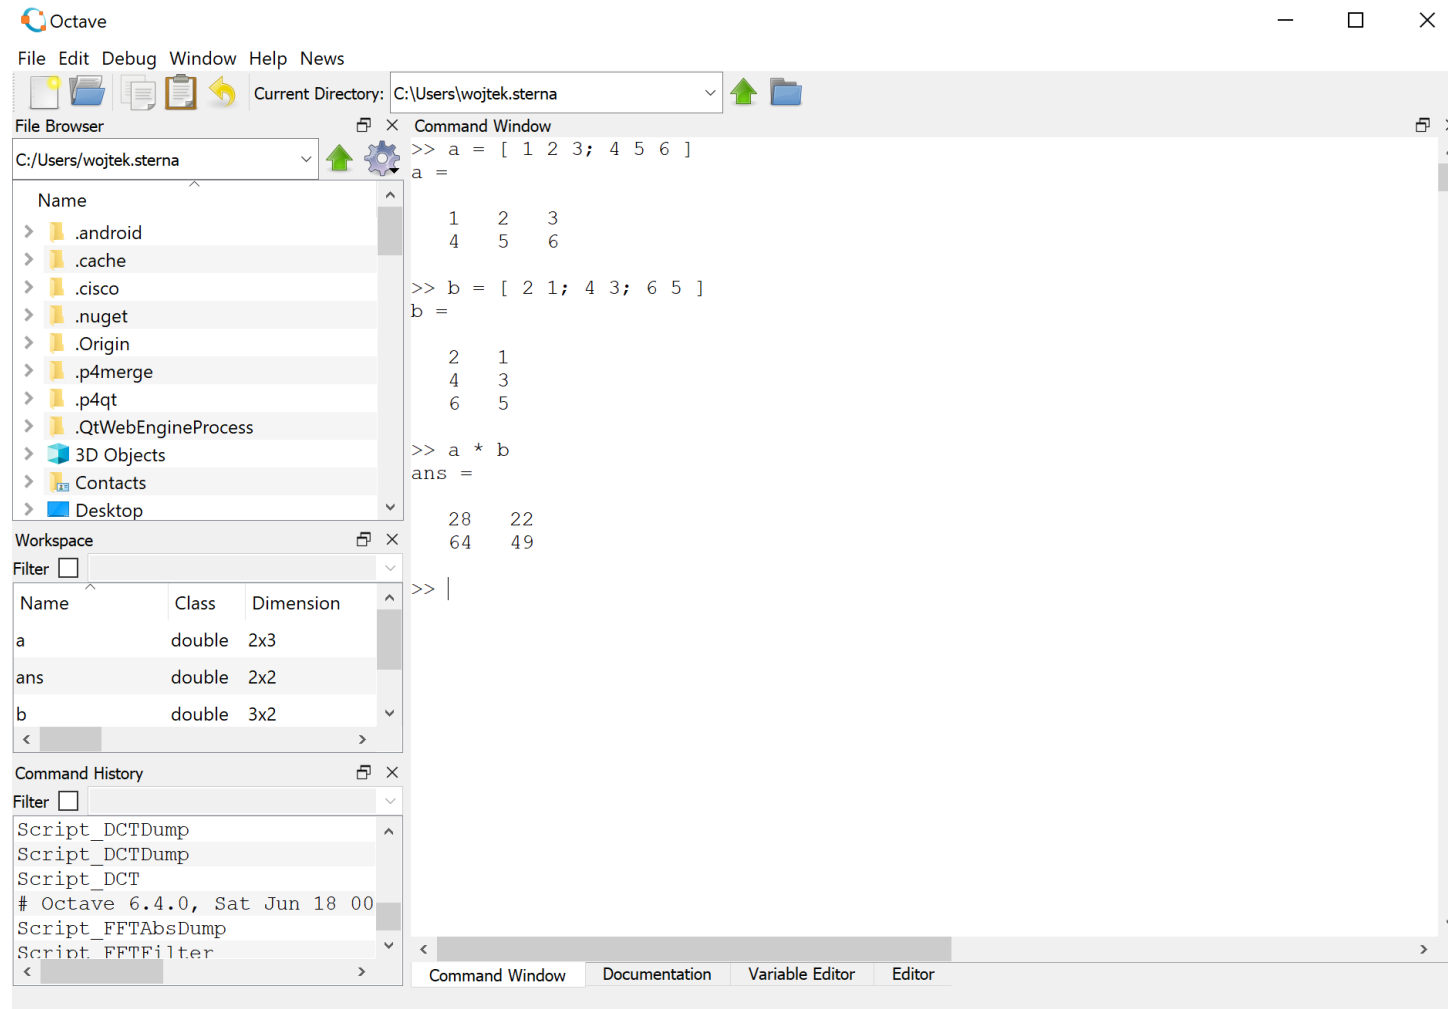 Octave
File Edit Debug Window Help News
Current Directory: C:\Users\wojtek.sterna
File Browser
C:/Users/wojtek.sterna
Name
.android
.cache
.cisco
.nuget
.Origin
.p4merge
.p4qt
.QtWebEngineProcess
3D Objects
Contacts
Desktop
Workspace
Filter
Name Class Dimension
a double 2x3
ans double 2x2
b double 3x2
Command History
Filter
Script_DCTDump
Script_DCTDump
Script_DCT
# Octave 6.4.0, Sat Jun 18 00
Script_FFTAbsDump
Script_FFTFilter
Command Window
>> a = [ 1 2 3; 4 5 6 ]
a =
1 2 3
4 5 6
>> b = [ 2 1; 4 3; 6 5 ]
b =
2 1
4 3
6 5
>> a * b
ans =
28 22
64 49
>>
Command Window Documentation Variable Editor Editor